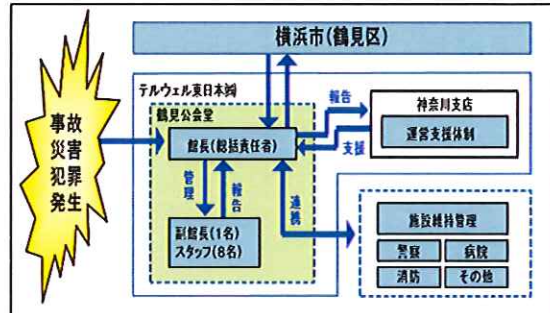 横浜市(鶴見区)
テルウェル東日本㈱
鶴見公会堂
事故
災害
犯罪
発生
館長(総括責任者)
報告
支援
神奈川支店
運営支援体制
管理
報告
連携
副館長(1名)
スタッフ(8名)
施設維持管理
警察
病院
消防
その他